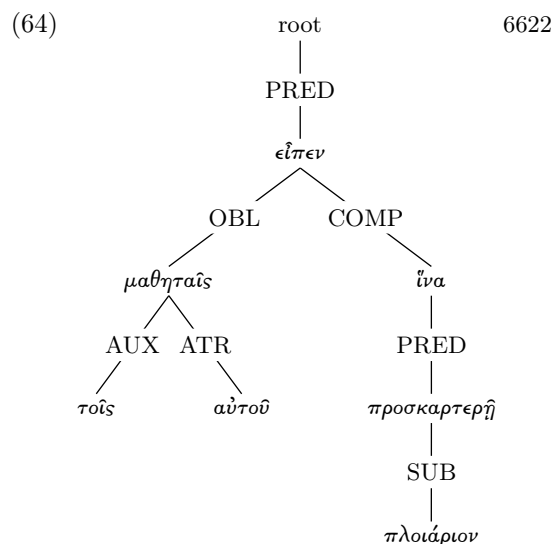 (64) root 6622
PRED
εἶπεν
OBL COMP
μαθηταῖς ἵνα
AUX ATR PRED
τοῖς αὐτοῦ προσκαρτερῇ
SUB
πλοιάριον